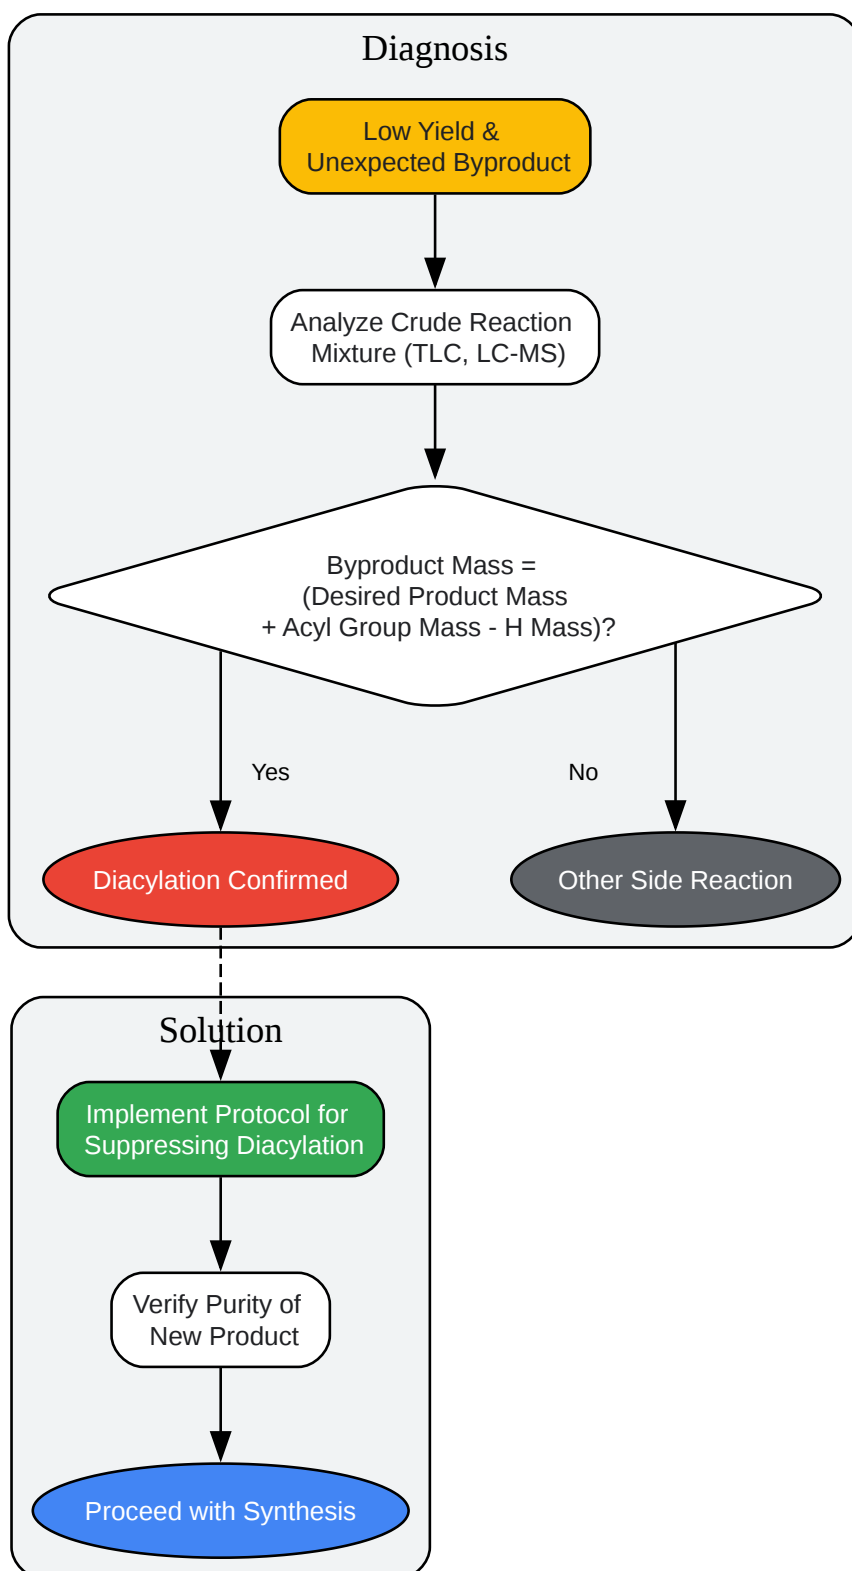 Diagnosis
Low Yield &
Unexpected Byproduct
Analyze Crude Reaction
Mixture (TLC, LC-MS)
Byproduct Mass =
(Desired Product Mass
+ Acyl Group Mass - H Mass)?
Yes
No
Diacylation Confirmed
Other Side Reaction
Solution
Implement Protocol for
Suppressing Diacylation
Verify Purity of
New Product
Proceed with Synthesis